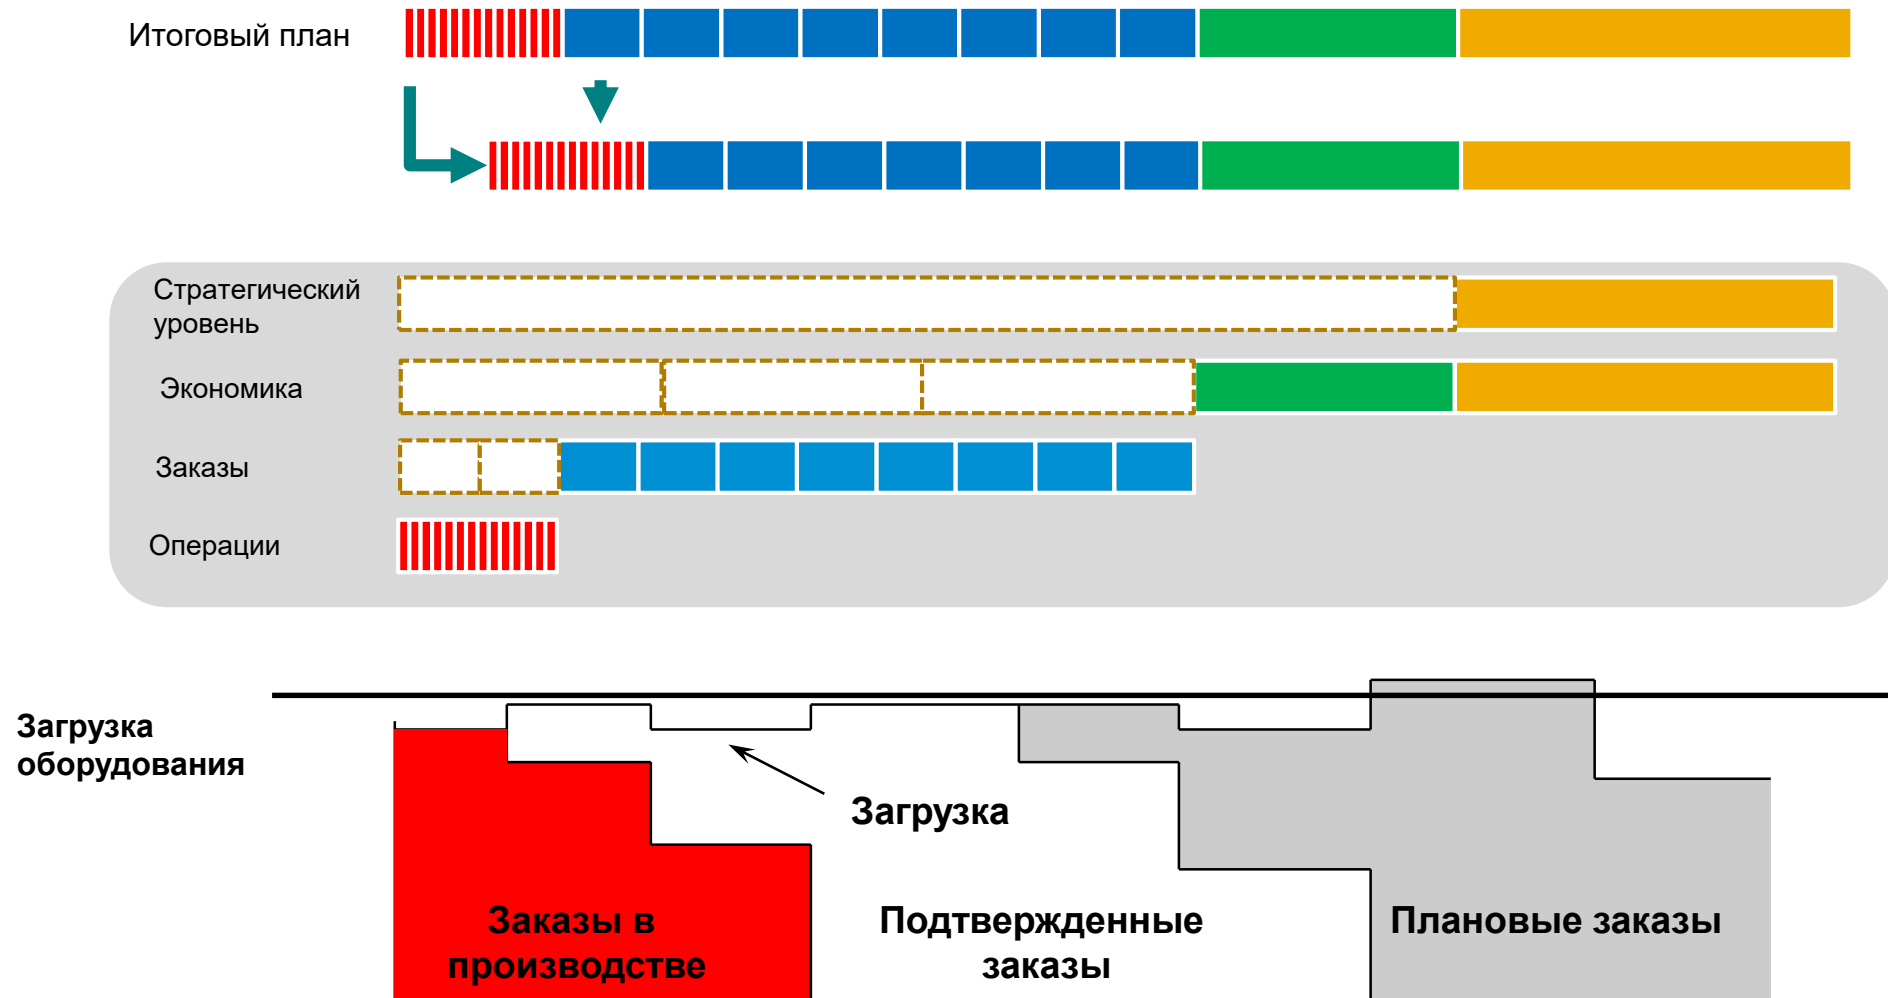 Итоговый план
Стратегический
уровень
Экономика
Заказы
Операции
Загрузка
оборудования
Загрузка
Заказы в
производстве
Подтвержденные
заказы
Плановые заказы